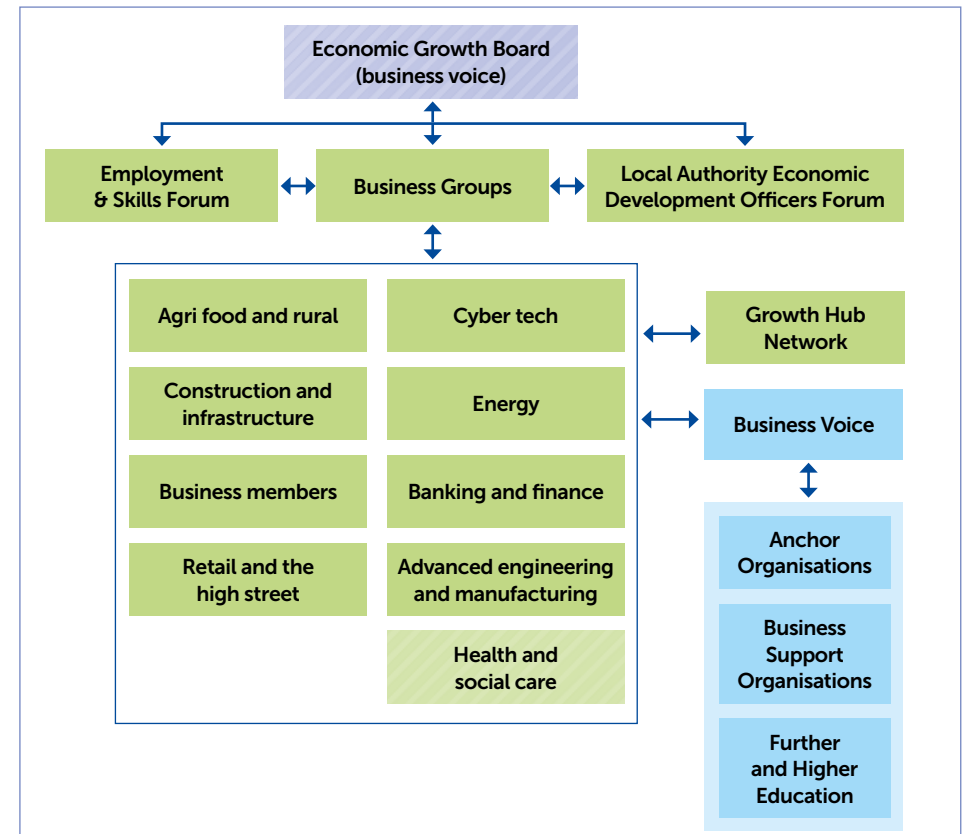 Economic Growth Board
(business voice)
Employment
& Skills Forum
Business Groups
Local Authority Economic
Development Officers Forum
Agri food and rural
Cyber tech
Growth Hub
Network
Construction and
infrastructure
Energy
Business Voice
Business members
Banking and finance
Retail and the
high street
Advanced engineering
and manufacturing
Health and
social care
Anchor
Organisations
Business
Support
Organisations
Further
and Higher
Education